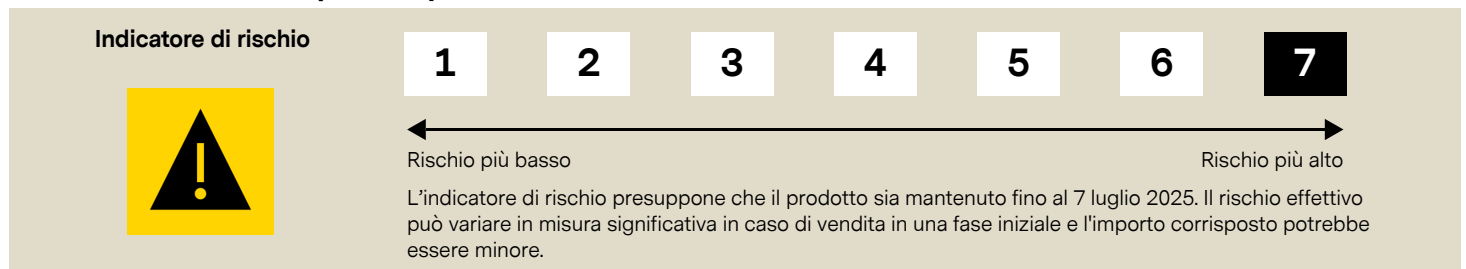 Indicatore di rischio
1 2 3 4 5 6 7
Rischio più basso Rischio più alto
L'indicatore di rischio presuppone che il prodotto sia mantenuto fino al 7 luglio 2025. Il rischio effettivo
può variare in misura significativa in caso di vendita in una fase iniziale e l'importo corrisposto potrebbe
essere minore.